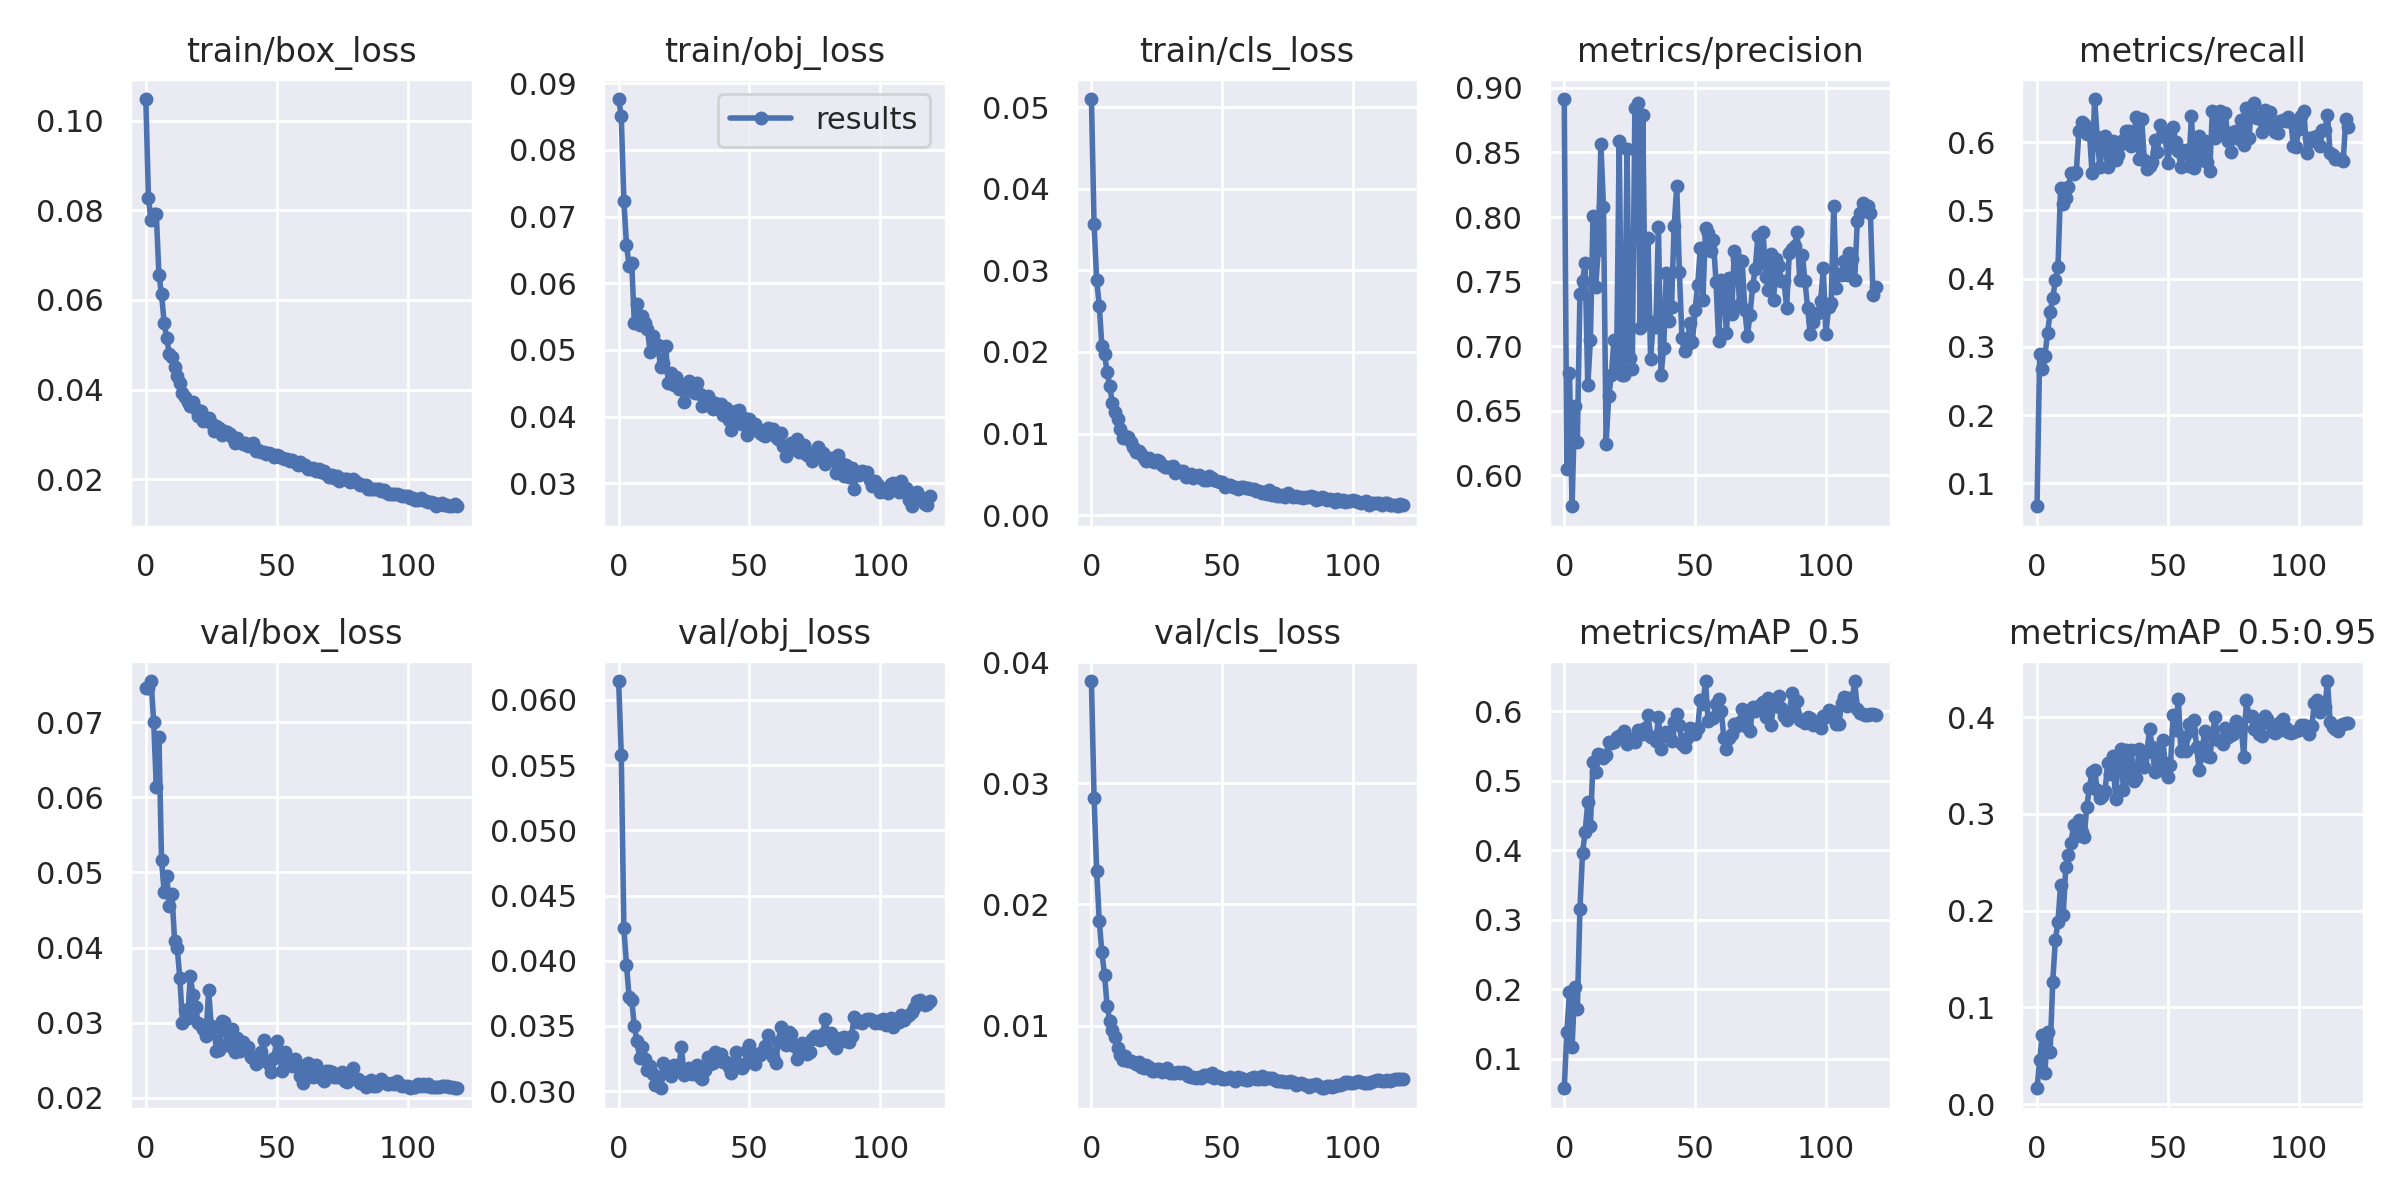 train/box_loss
0.10
0.08
0.06
0.04
0.02
0 50 100
train/obj_loss
results
0.09
0.08
0.07
0.06
0.05
0.04
0.03
0 50 100
train/cls_loss
0.05
0.04
0.03
0.02
0.01
0.00
0 50 100
metrics/precision
0.90
0.85
0.80
0.75
0.70
0.65
0.60
0 50 100
metrics/recall
0.6
0.5
0.4
0.3
0.2
0.1
0 50 100
val/box_loss
0.07
0.06
0.05
0.04
0.03
0.02
0 50 100
val/obj_loss
0.060
0.055
0.050
0.045
0.040
0.035
0.030
0 50 100
val/cls_loss
0.04
0.03
0.02
0.01
0 50 100
metrics/mAP_0.5
0.6
0.5
0.4
0.3
0.2
0.1
0 50 100
metrics/mAP_0.5:0.95
0.4
0.3
0.2
0.1
0.0
0 50 100